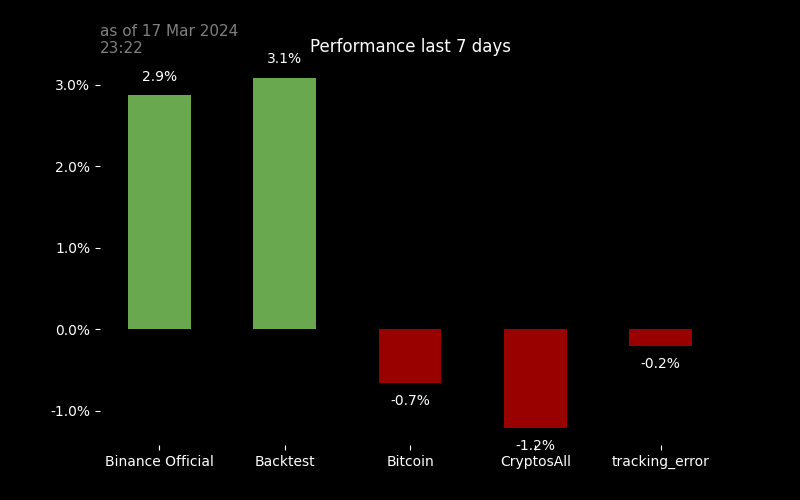 as of 17 Mar 2024
23:22
Performance last 7 days
3.0%
2.0%
1.0%
0.0%
-1.0%
2.9%
3.1%
-0.7%
-1.2%
-0.2%
Binance Official
Backtest
Bitcoin
CryptosAll
tracking_error